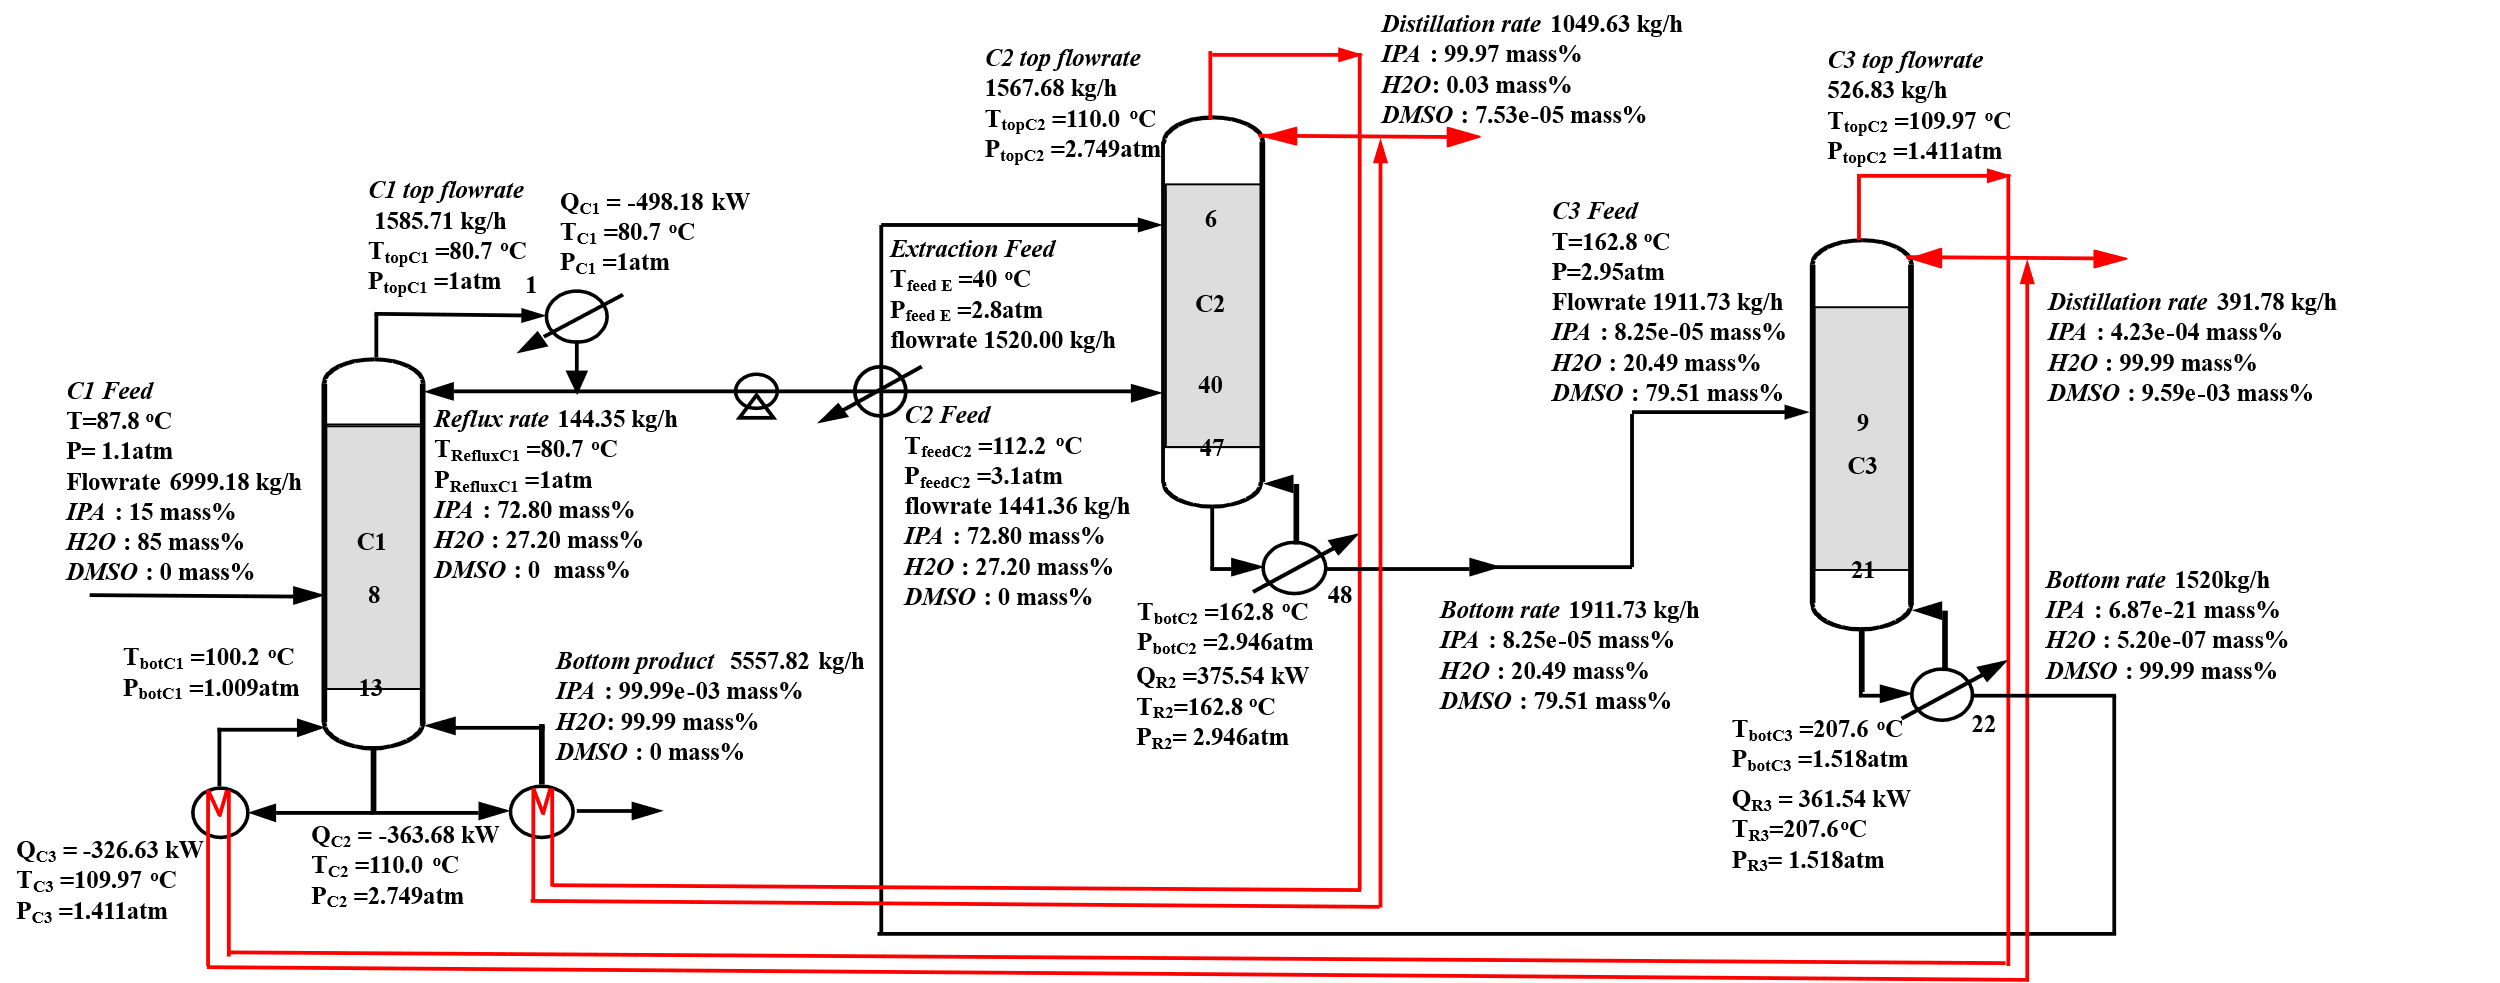 C1 Feed
T=87.8 °C
P= 1.1atm
Flowrate 6999.18 kg/h
IPA : 15 mass%
H2O : 85 mass%
DMSO : 0 mass%
C1 top flowrate
1585.71 kg/h
TtopC1 =80.7 °C
PtopC1 =1atm
1
QC1 = -498.18 kW
TC1 =80.7 °C
PC1 =1atm
Reflux rate 144.35 kg/h
TRefluxC1 =80.7 °C
PRefluxC1 =1atm
IPA : 72.80 mass%
H2O : 27.20 mass%
DMSO : 0 mass%
C1
8
13
TbotC1 =100.2 °C
PbotC1 =1.009atm
Bottom product 5557.82 kg/h
IPA : 99.99e-03 mass%
H2O: 99.99 mass%
DMSO : 0 mass%
QC3 = -326.63 kW
TC3 =109.97 °C
PC3 =1.411atm
QC2 = -363.68 kW
TC2 =110.0 °C
PC2 =2.749atm
C2 top flowrate
1567.68 kg/h
TtopC2 =110.0 °C
PtopC2 =2.749atm
Extraction Feed
Tfeed E =40 °C
Pfeed E =2.8atm
flowrate 1520.00 kg/h
C2 Feed
TfeedC2 =112.2 °C
PfeedC2 =3.1atm
flowrate 1441.36 kg/h
IPA : 72.80 mass%
H2O : 27.20 mass%
DMSO : 0 mass%
6
C2
40
47
48
Distillation rate 1049.63 kg/h
IPA : 99.97 mass%
H2O: 0.03 mass%
DMSO : 7.53e-05 mass%
TbotC2 =162.8 °C
PbotC2 =2.946atm
QR2 =375.54 kW
TR2=162.8 °C
PR2= 2.946atm
Bottom rate 1911.73 kg/h
IPA : 8.25e-05 mass%
H2O : 20.49 mass%
DMSO : 79.51 mass%
C3 Feed
T=162.8 °C
P=2.95atm
Flowrate 1911.73 kg/h
IPA : 8.25e-05 mass%
H2O : 20.49 mass%
DMSO : 79.51 mass%
C3 top flowrate
526.83 kg/h
TtopC2 =109.97 °C
PtopC2 =1.411atm
9
C3
21
22
Distillation rate 391.78 kg/h
IPA : 4.23e-04 mass%
H2O : 99.99 mass%
DMSO : 9.59e-03 mass%
Bottom rate 1520kg/h
IPA : 6.87e-21 mass%
H2O : 5.20e-07 mass%
DMSO : 99.99 mass%
TbotC3 =207.6 °C
PbotC3 =1.518atm
QR3 = 361.54 kW
TR3=207.6°C
PR3= 1.518atm